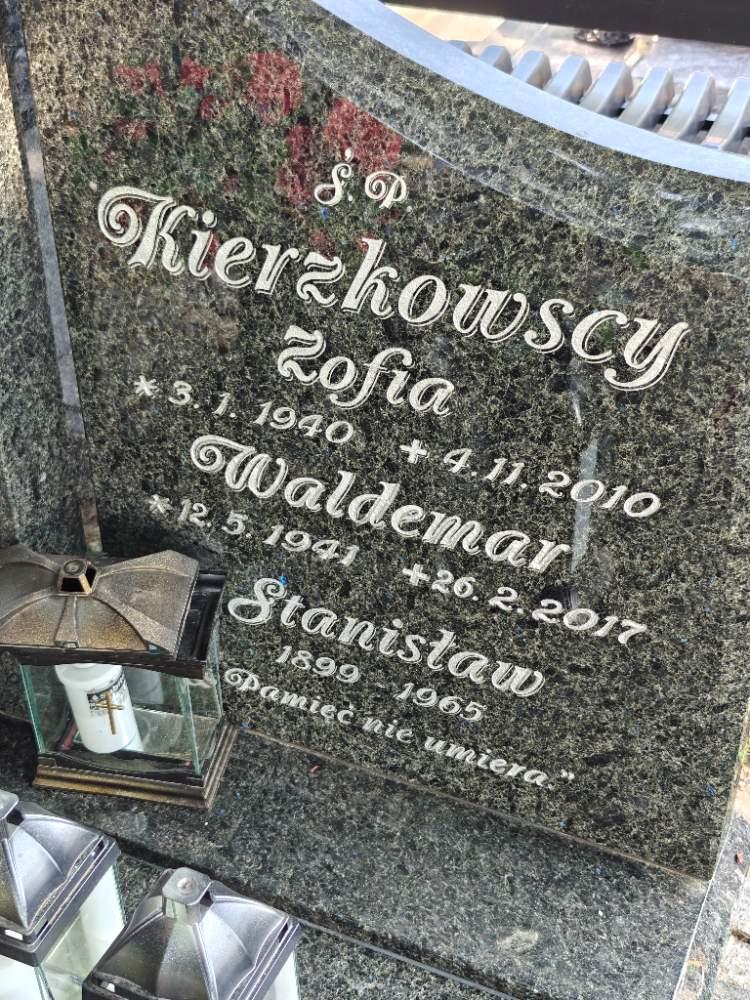 Ś. P.
Kierzkowscy
Zofia
* 3. 1. 1940 + 4. 11. 2010
Waldemar
* 12. 5. 1941 + 26. 2. 2017
Stanisław
1899 - 1965
"Pamięć nie umiera."